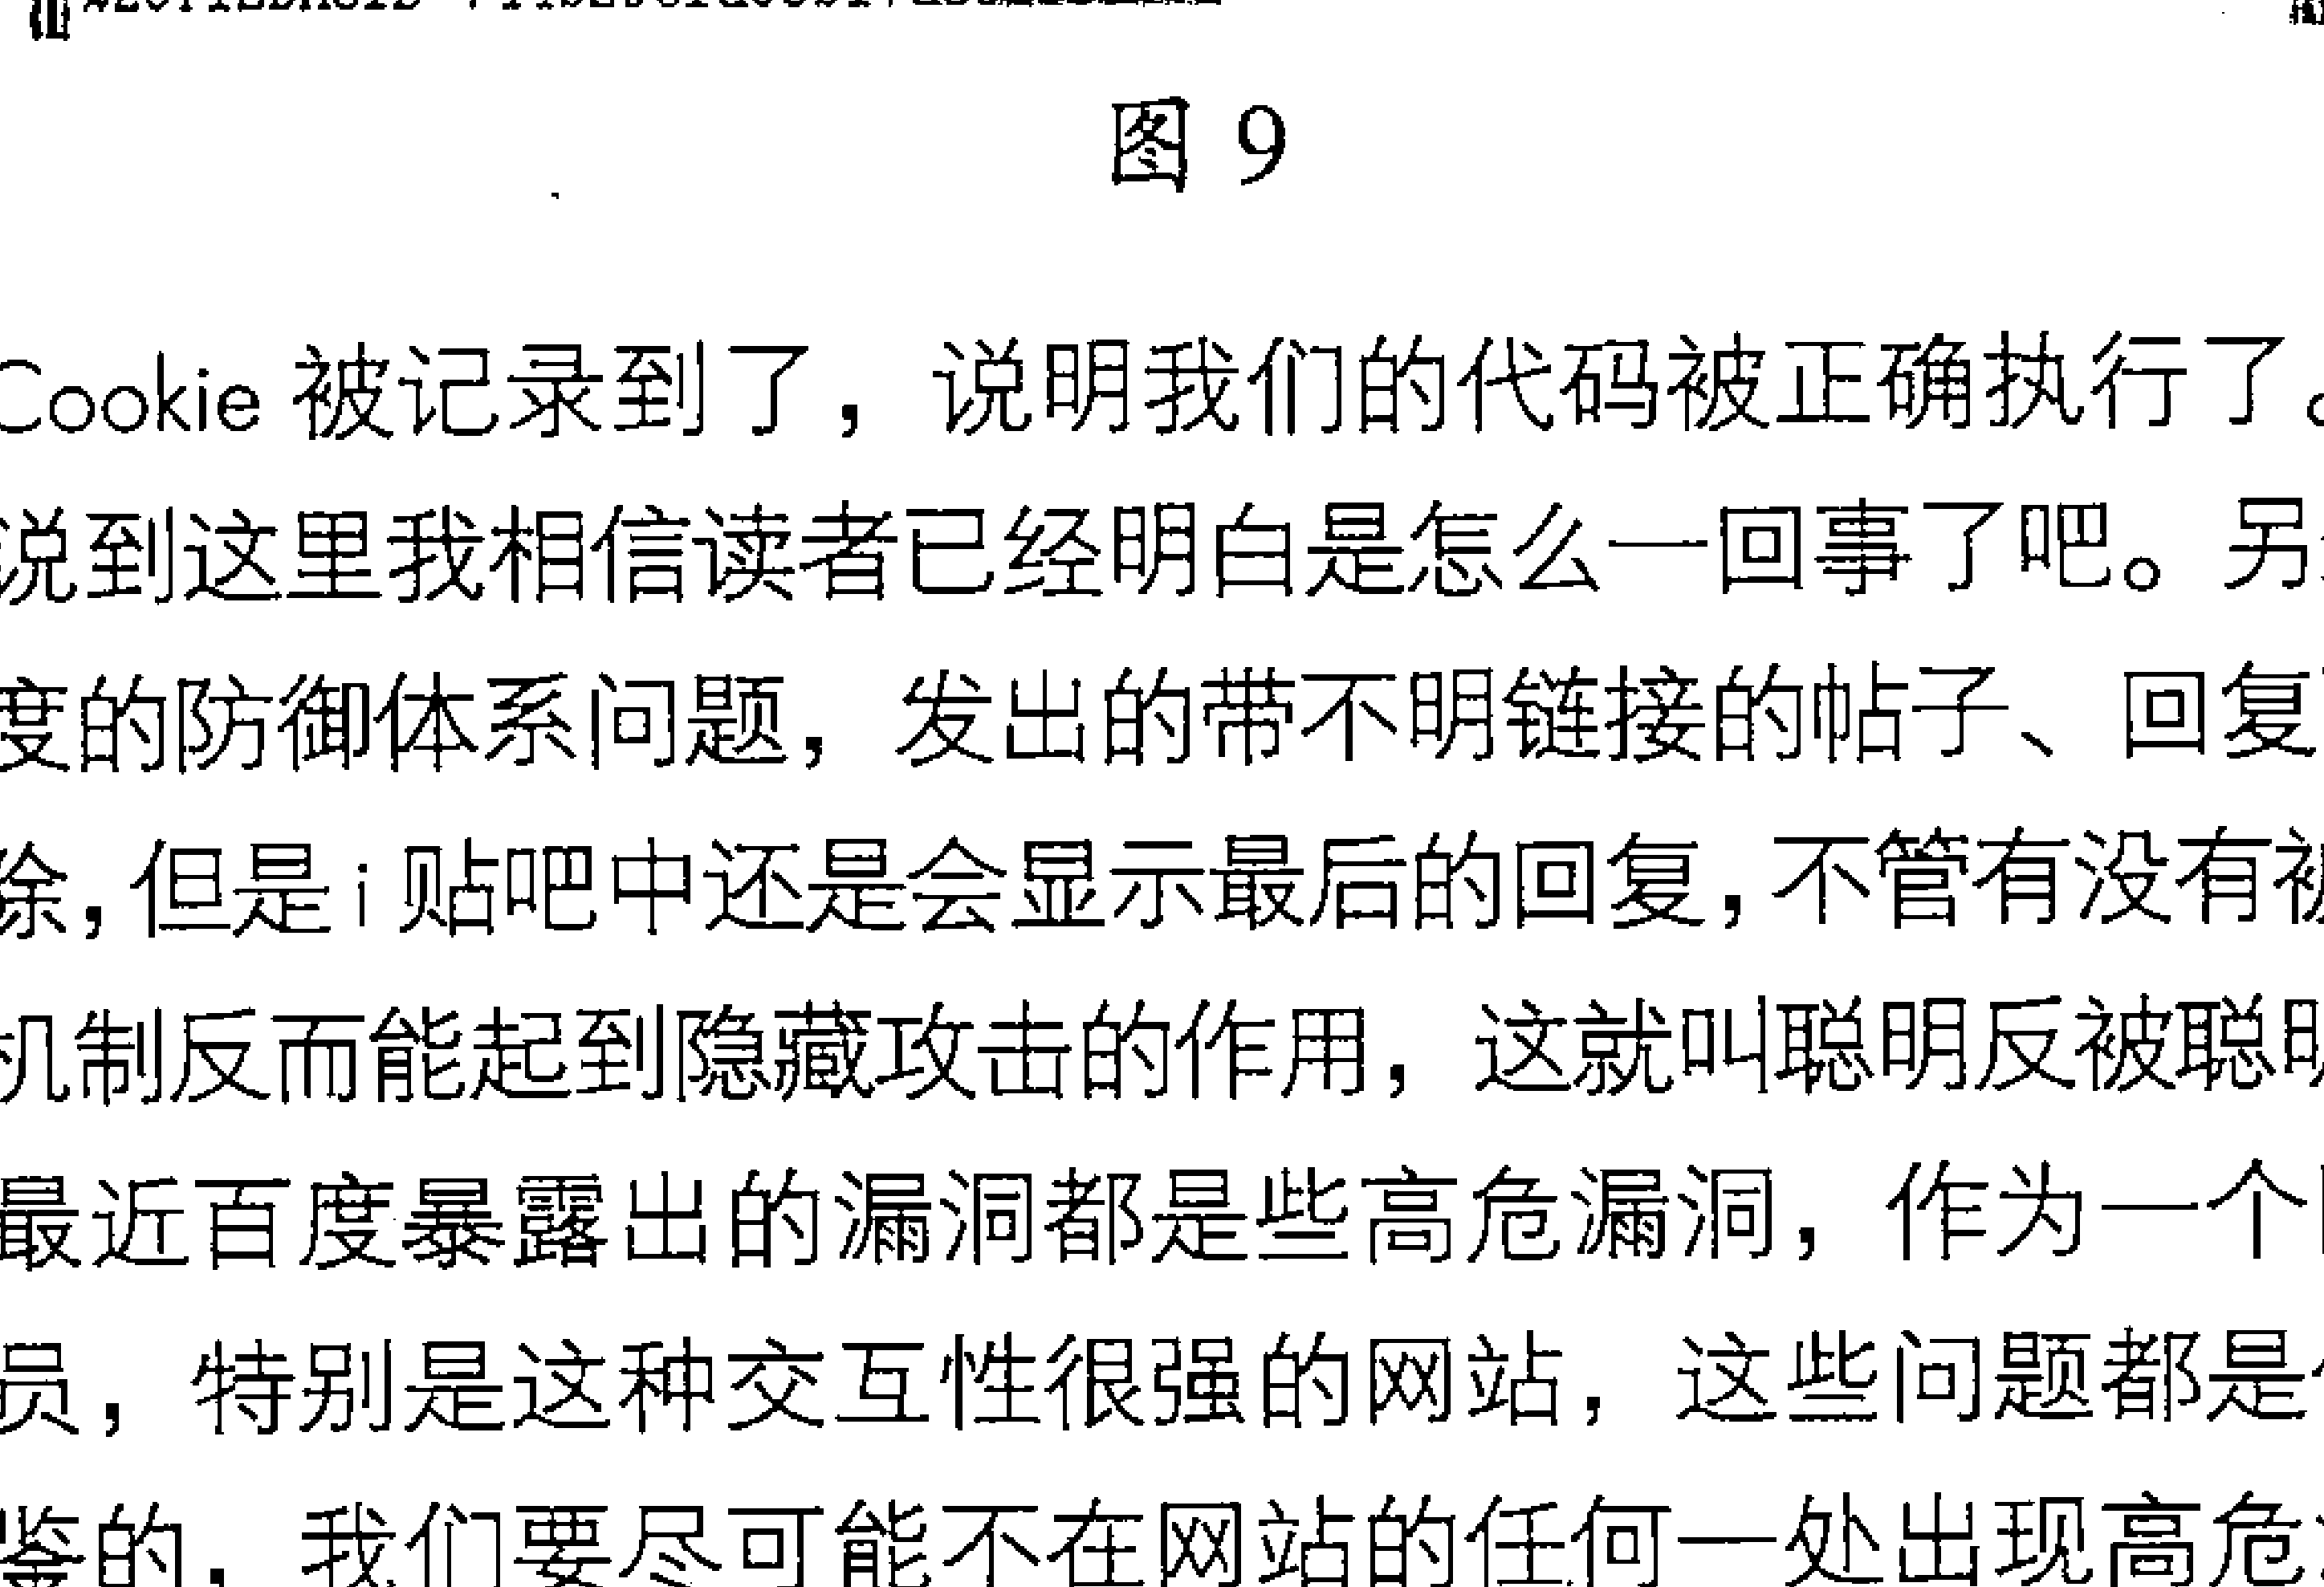 图 9
Cookie 被记录到了，说明我们的代码被正确执行了。
说到这里我相信读者已经明白是怎么一回事了吧。另
度的防御体系问题，发出的带不明链接的帖子、回复
除，但是 i 贴吧中还是会显示最后的回复，不管有没有被
机制反而能起到隐藏攻击的作用，这就叫聪明反被聪明
最近百度暴露出的漏洞都是些高危漏洞，作为一个
员，特别是这种交互性很强的网站，这些问题都是
鉴的，我们要尽可能不在网站的任何一处出现高危